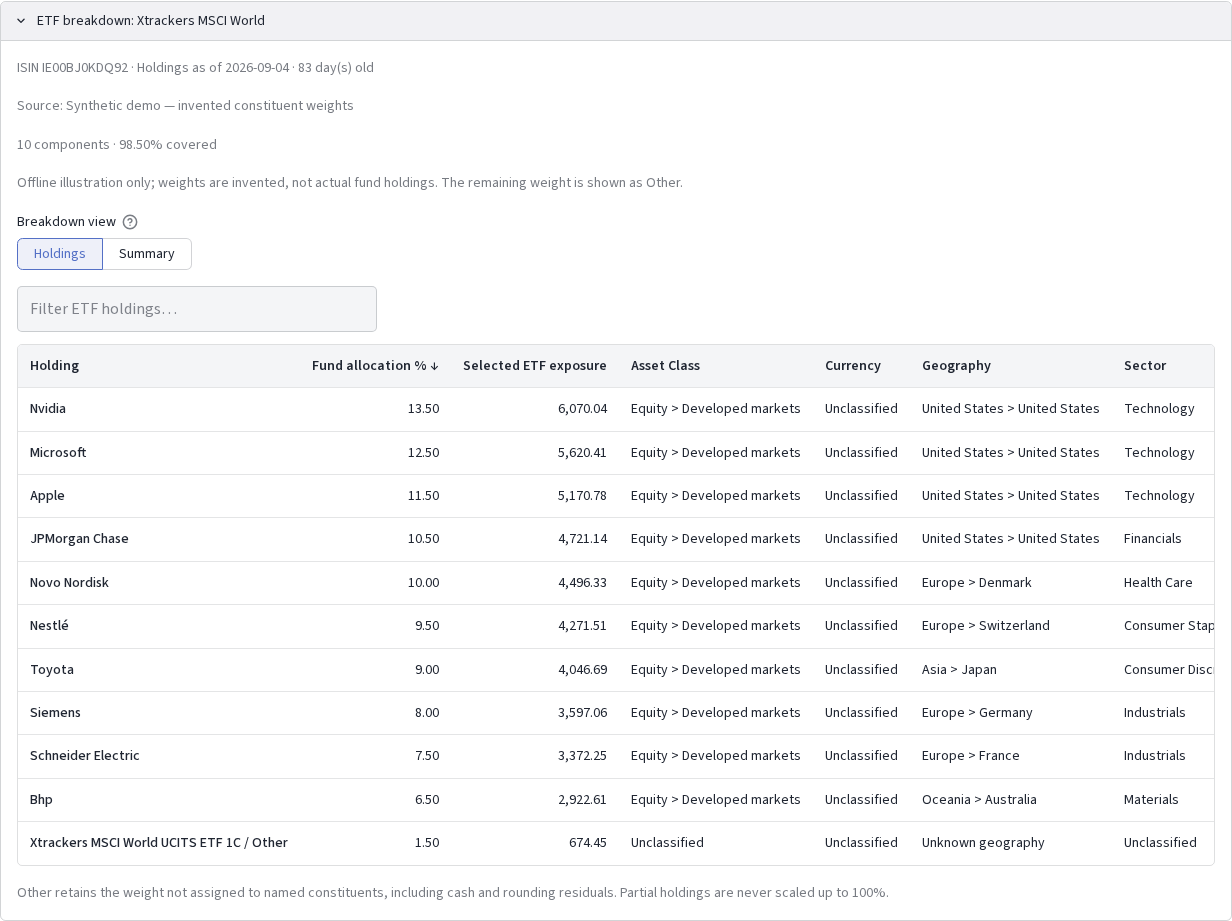 ETF breakdown: Xtrackers MSCI World
ISIN IE00BJ0KDQ92 · Holdings as of 2026-09-04 · 83 day(s) old
Source: Synthetic demo — invented constituent weights
10 components · 98.50% covered
Offline illustration only; weights are invented, not actual fund holdings. The remaining weight is shown as Other.
Breakdown view ?
Holdings Summary
Filter ETF holdings...
Holding Fund allocation % ↓ Selected ETF exposure Asset Class Currency Geography Sector
Nvidia 13.50 6,070.04 Equity > Developed markets Unclassified United States > United States Technology
Microsoft 12.50 5,620.41 Equity > Developed markets Unclassified United States > United States Technology
Apple 11.50 5,170.78 Equity > Developed markets Unclassified United States > United States Technology
JPMorgan Chase 10.50 4,721.14 Equity > Developed markets Unclassified United States > United States Financials
Novo Nordisk 10.00 4,496.33 Equity > Developed markets Unclassified Europe > Denmark Health Care
Nestlé 9.50 4,271.51 Equity > Developed markets Unclassified Europe > Switzerland Consumer Stap
Toyota 9.00 4,046.69 Equity > Developed markets Unclassified Asia > Japan Consumer Disc
Siemens 8.00 3,597.06 Equity > Developed markets Unclassified Europe > Germany Industrials
Schneider Electric 7.50 3,372.25 Equity > Developed markets Unclassified Europe > France Industrials
Bhp 6.50 2,922.61 Equity > Developed markets Unclassified Oceania > Australia Materials
Xtrackers MSCI World UCITS ETF 1C / Other 1.50 674.45 Unclassified Unclassified Unknown geography Unclassified
Other retains the weight not assigned to named constituents, including cash and rounding residuals. Partial holdings are never scaled up to 100%.